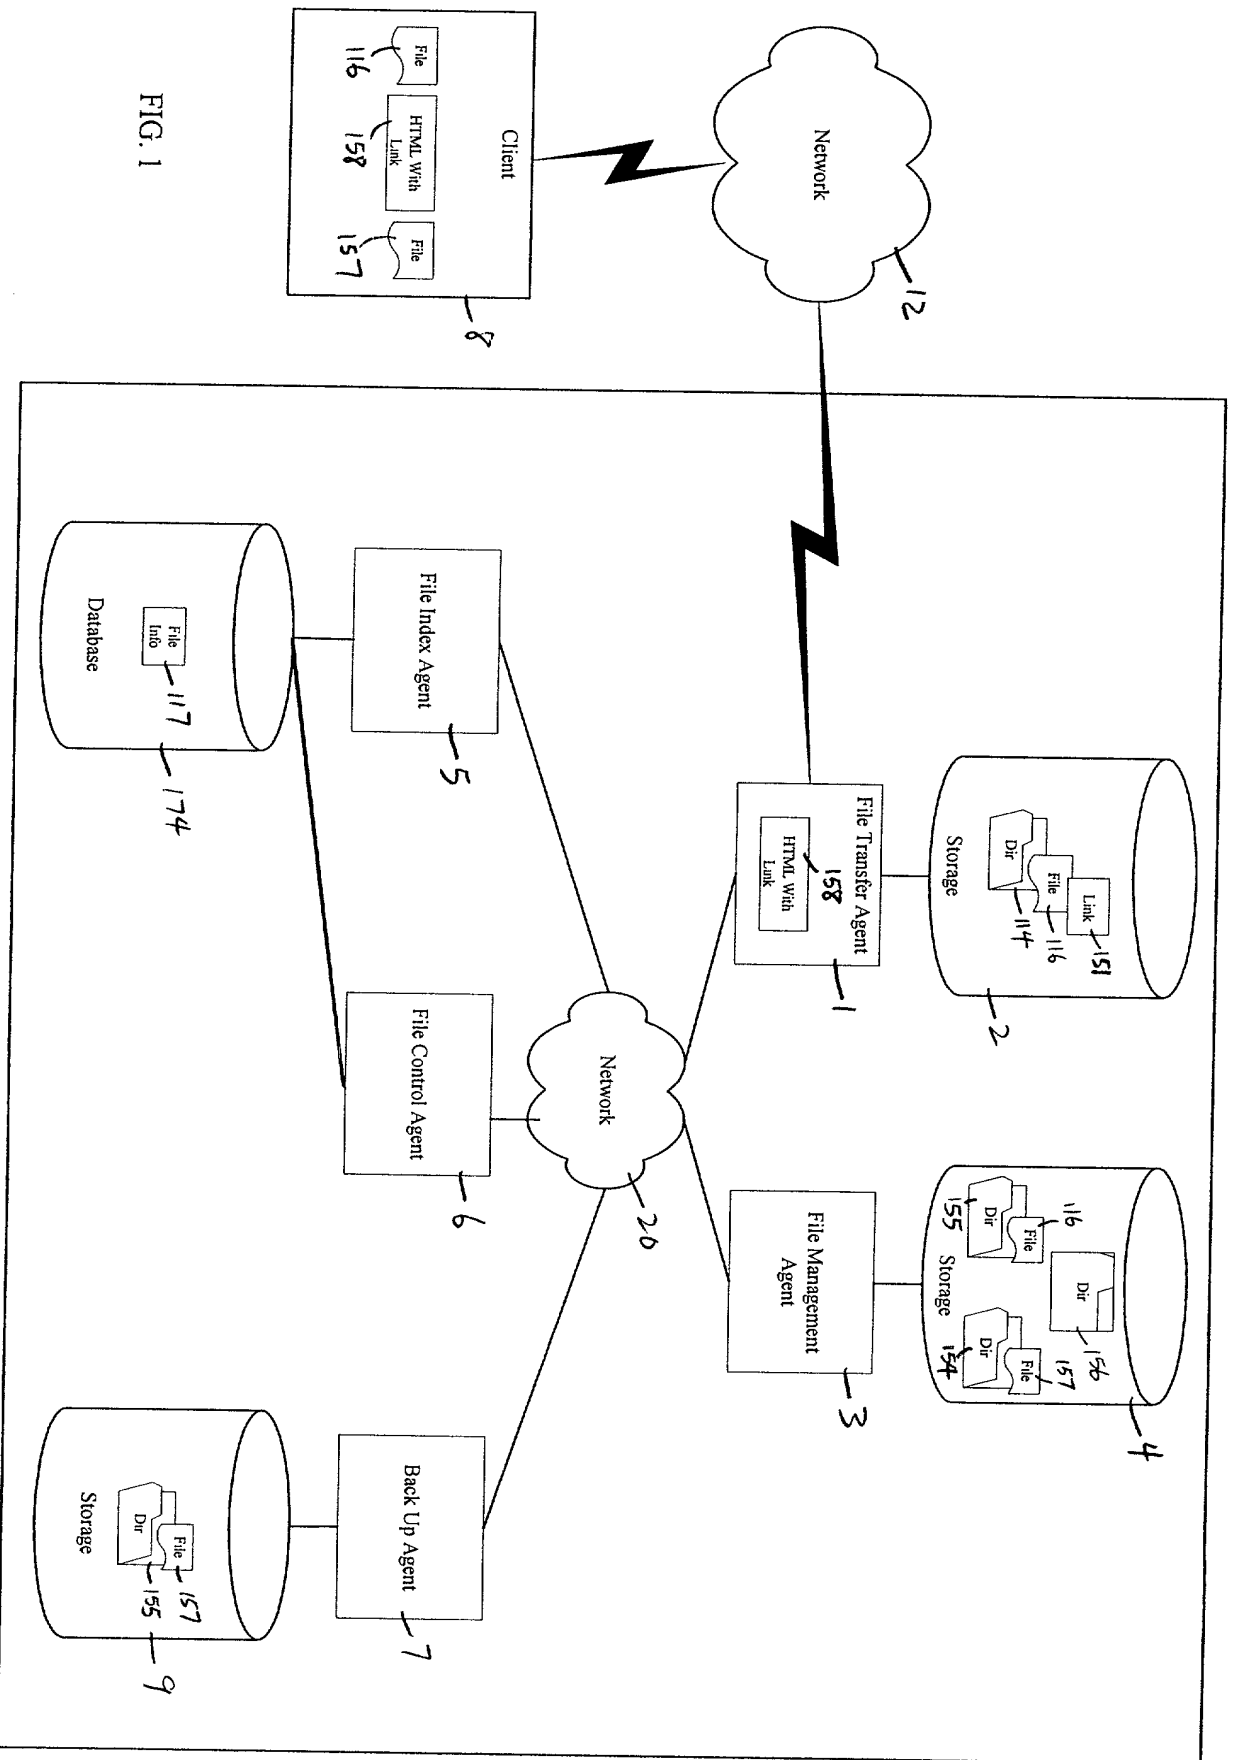 Link
151
File
116
Dir
114
Storage
2
Dir
156
116
File
Dir
155
157
File
Dir
154
Storage
4
12
Network
File Transfer Agent
158
HTML With
Link
1
File Management
Agent
3
Network
20
Client
File
116
HTML With
Link
158
File
157
8
File Index Agent
5
File Control Agent
6
Back Up Agent
7
File
Info
117
Database
174
File
157
Dir
155
Storage
9
FIG. 1